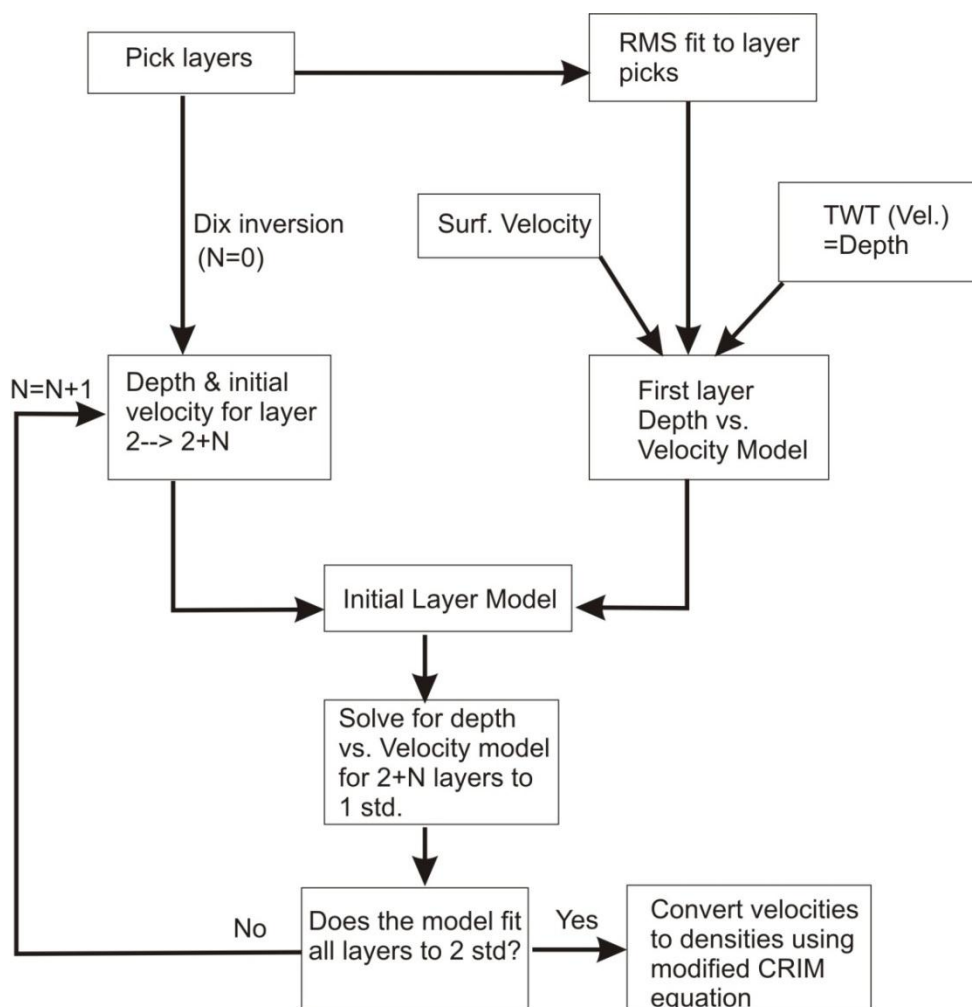 Pick layers
RMS fit to layer
picks
Surf. Velocity
TWT (Vel.)
=Depth
Dix inversion
(N=0)
N=N+1
Depth & initial
velocity for layer
2--> 2+N
First layer
Depth vs.
Velocity Model
Initial Layer Model
Solve for depth
vs. Velocity model
for 2+N layers to
1 std.
No
Does the model fit
all layers to 2 std?
Yes
Convert velocities
to densities using
modified CRIM
equation